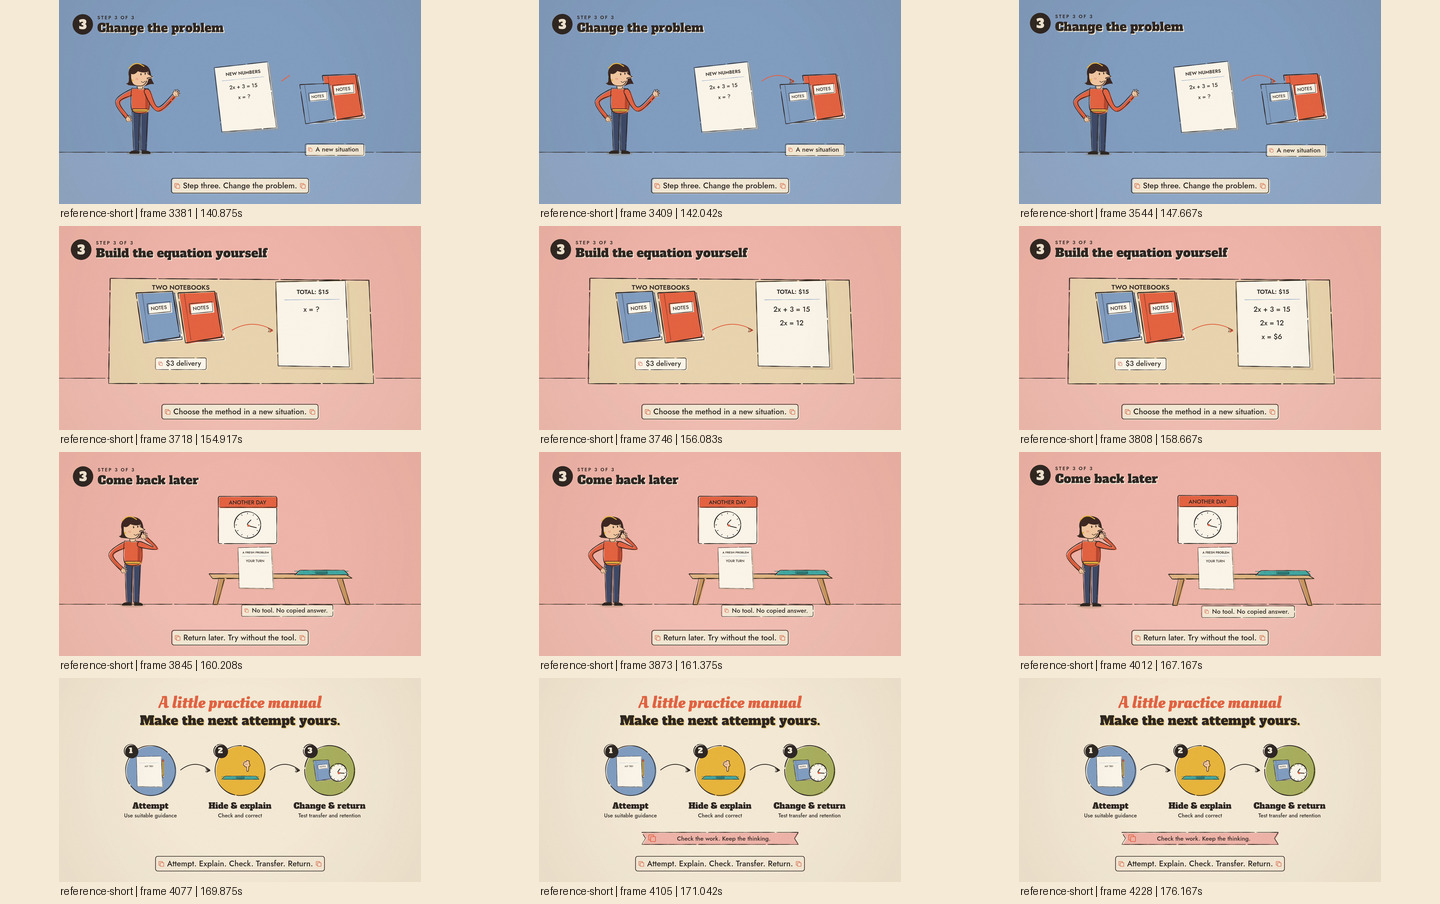 3 STEP 3 OF 3
Change the problem
NEW NUMBERS
2x + 3 = 15
x = ?
NOTES
NOTES
A new situation
Step three. Change the problem.
reference-short | frame 3381 | 140.875s
3 STEP 3 OF 3
Change the problem
NEW NUMBERS
2x + 3 = 15
x = ?
NOTES
NOTES
A new situation
Step three. Change the problem.
reference-short | frame 3409 | 142.042s
3 STEP 3 OF 3
Change the problem
NEW NUMBERS
2x + 3 = 15
x = ?
NOTES
NOTES
A new situation
Step three. Change the problem.
reference-short | frame 3544 | 147.667s
3 STEP 3 OF 3
Build the equation yourself
TWO NOTEBOOKS
NOTES
NOTES
TOTAL: $15
x = ?
$3 delivery
Choose the method in a new situation.
reference-short | frame 3718 | 154.917s
3 STEP 3 OF 3
Build the equation yourself
TWO NOTEBOOKS
NOTES
NOTES
TOTAL: $15
2x + 3 = 15
2x = 12
$3 delivery
Choose the method in a new situation.
reference-short | frame 3746 | 156.083s
3 STEP 3 OF 3
Build the equation yourself
TWO NOTEBOOKS
NOTES
NOTES
TOTAL: $15
2x + 3 = 15
2x = 12
x = $6
$3 delivery
Choose the method in a new situation.
reference-short | frame 3808 | 158.667s
3 STEP 3 OF 3
Come back later
ANOTHER DAY
A FRESH PROBLEM
YOUR TURN
No tool. No copied answer.
Return later. Try without the tool.
reference-short | frame 3845 | 160.208s
3 STEP 3 OF 3
Come back later
ANOTHER DAY
A FRESH PROBLEM
YOUR TURN
No tool. No copied answer.
Return later. Try without the tool.
reference-short | frame 3873 | 161.375s
3 STEP 3 OF 3
Come back later
ANOTHER DAY
A FRESH PROBLEM
YOUR TURN
No tool. No copied answer.
Return later. Try without the tool.
reference-short | frame 4012 | 167.167s
A little practice manual
Make the next attempt yours.
1 2 3
Attempt Hide & explain Change & return
Use suitable guidance Check and correct Test transfer and retention
Attempt. Explain. Check. Transfer. Return.
reference-short | frame 4077 | 169.875s
A little practice manual
Make the next attempt yours.
1 2 3
Attempt Hide & explain Change & return
Use suitable guidance Check and correct Test transfer and retention
Check the work. Keep the thinking.
Attempt. Explain. Check. Transfer. Return.
reference-short | frame 4105 | 171.042s
A little practice manual
Make the next attempt yours.
1 2 3
Attempt Hide & explain Change & return
Use suitable guidance Check and correct Test transfer and retention
Check the work. Keep the thinking.
Attempt. Explain. Check. Transfer. Return.
reference-short | frame 4228 | 176.167s